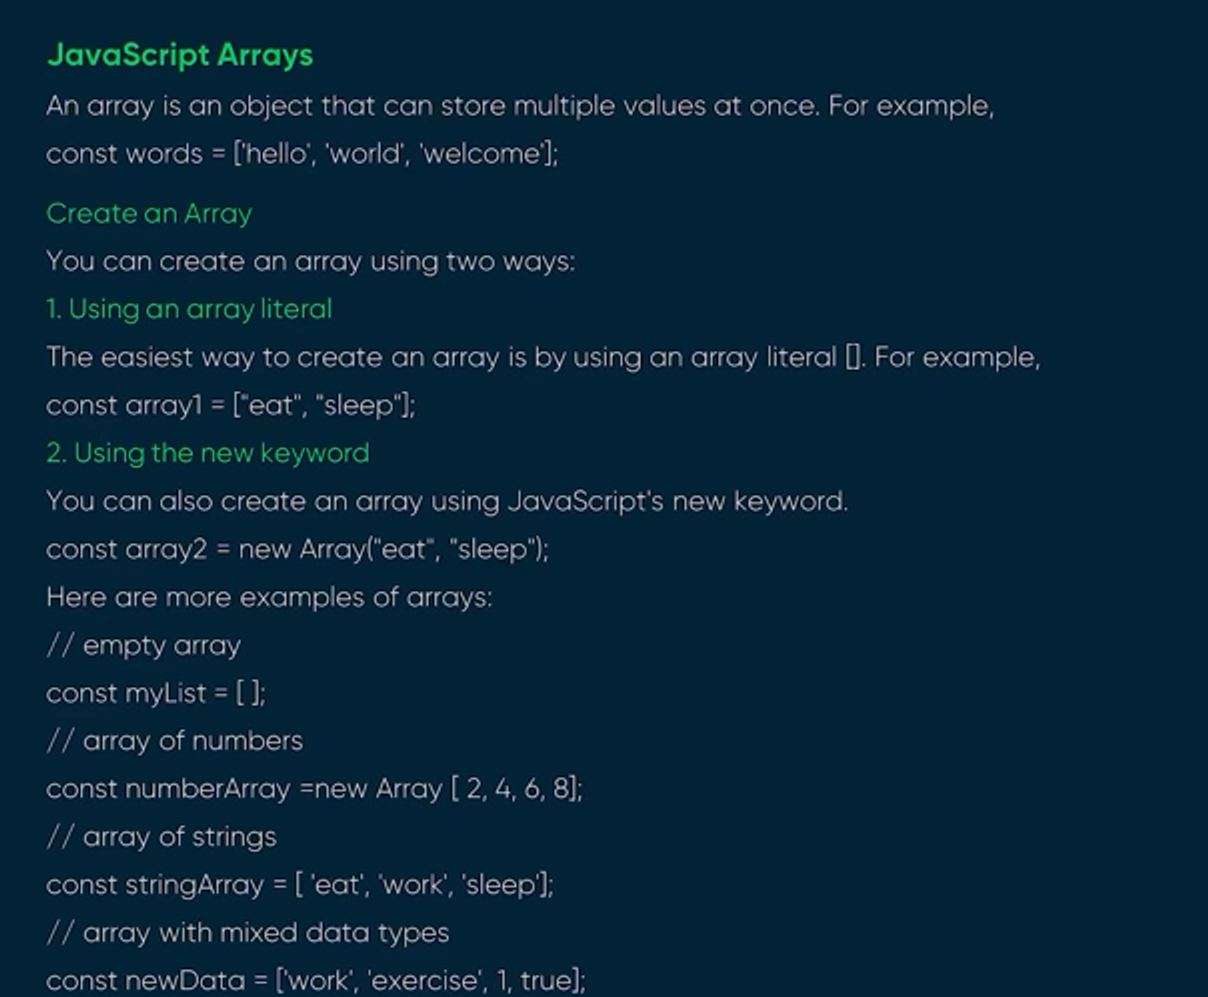 JavaScript Arrays
An array is an object that can store multiple values at once. For example,
const words = ['hello', 'world', 'welcome'];
Create an Array
You can create an array using two ways:
1. Using an array literal
The easiest way to create an array is by using an array literal []. For example,
const array1 = ["eat", "sleep"];
2. Using the new keyword
You can also create an array using JavaScript's new keyword.
const array2 = new Array("eat", "sleep");
Here are more examples of arrays:
// empty array
const myList = [ ];
// array of numbers
const numberArray =new Array [ 2, 4, 6, 8];
// array of strings
const stringArray = [ 'eat', 'work', 'sleep'];
// array with mixed data types
const newData = ['work', 'exercise', 1, true];